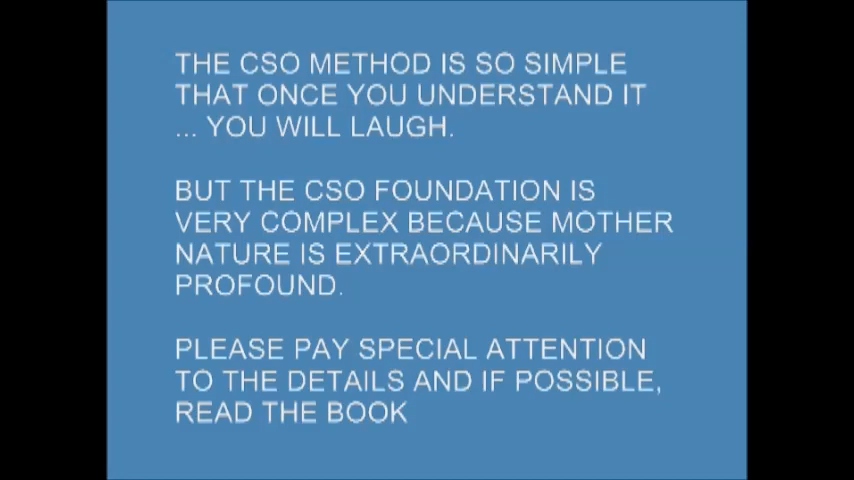 THE CSO METHOD IS SO SIMPLE
THAT ONCE YOU UNDERSTAND IT
... YOU WILL LAUGH.
BUT THE CSO FOUNDATION IS
VERY COMPLEX BECAUSE MOTHER
NATURE IS EXTRAORDINARILY
PROFOUND.
PLEASE PAY SPECIAL ATTENTION
TO THE DETAILS AND IF POSSIBLE,
READ THE BOOK